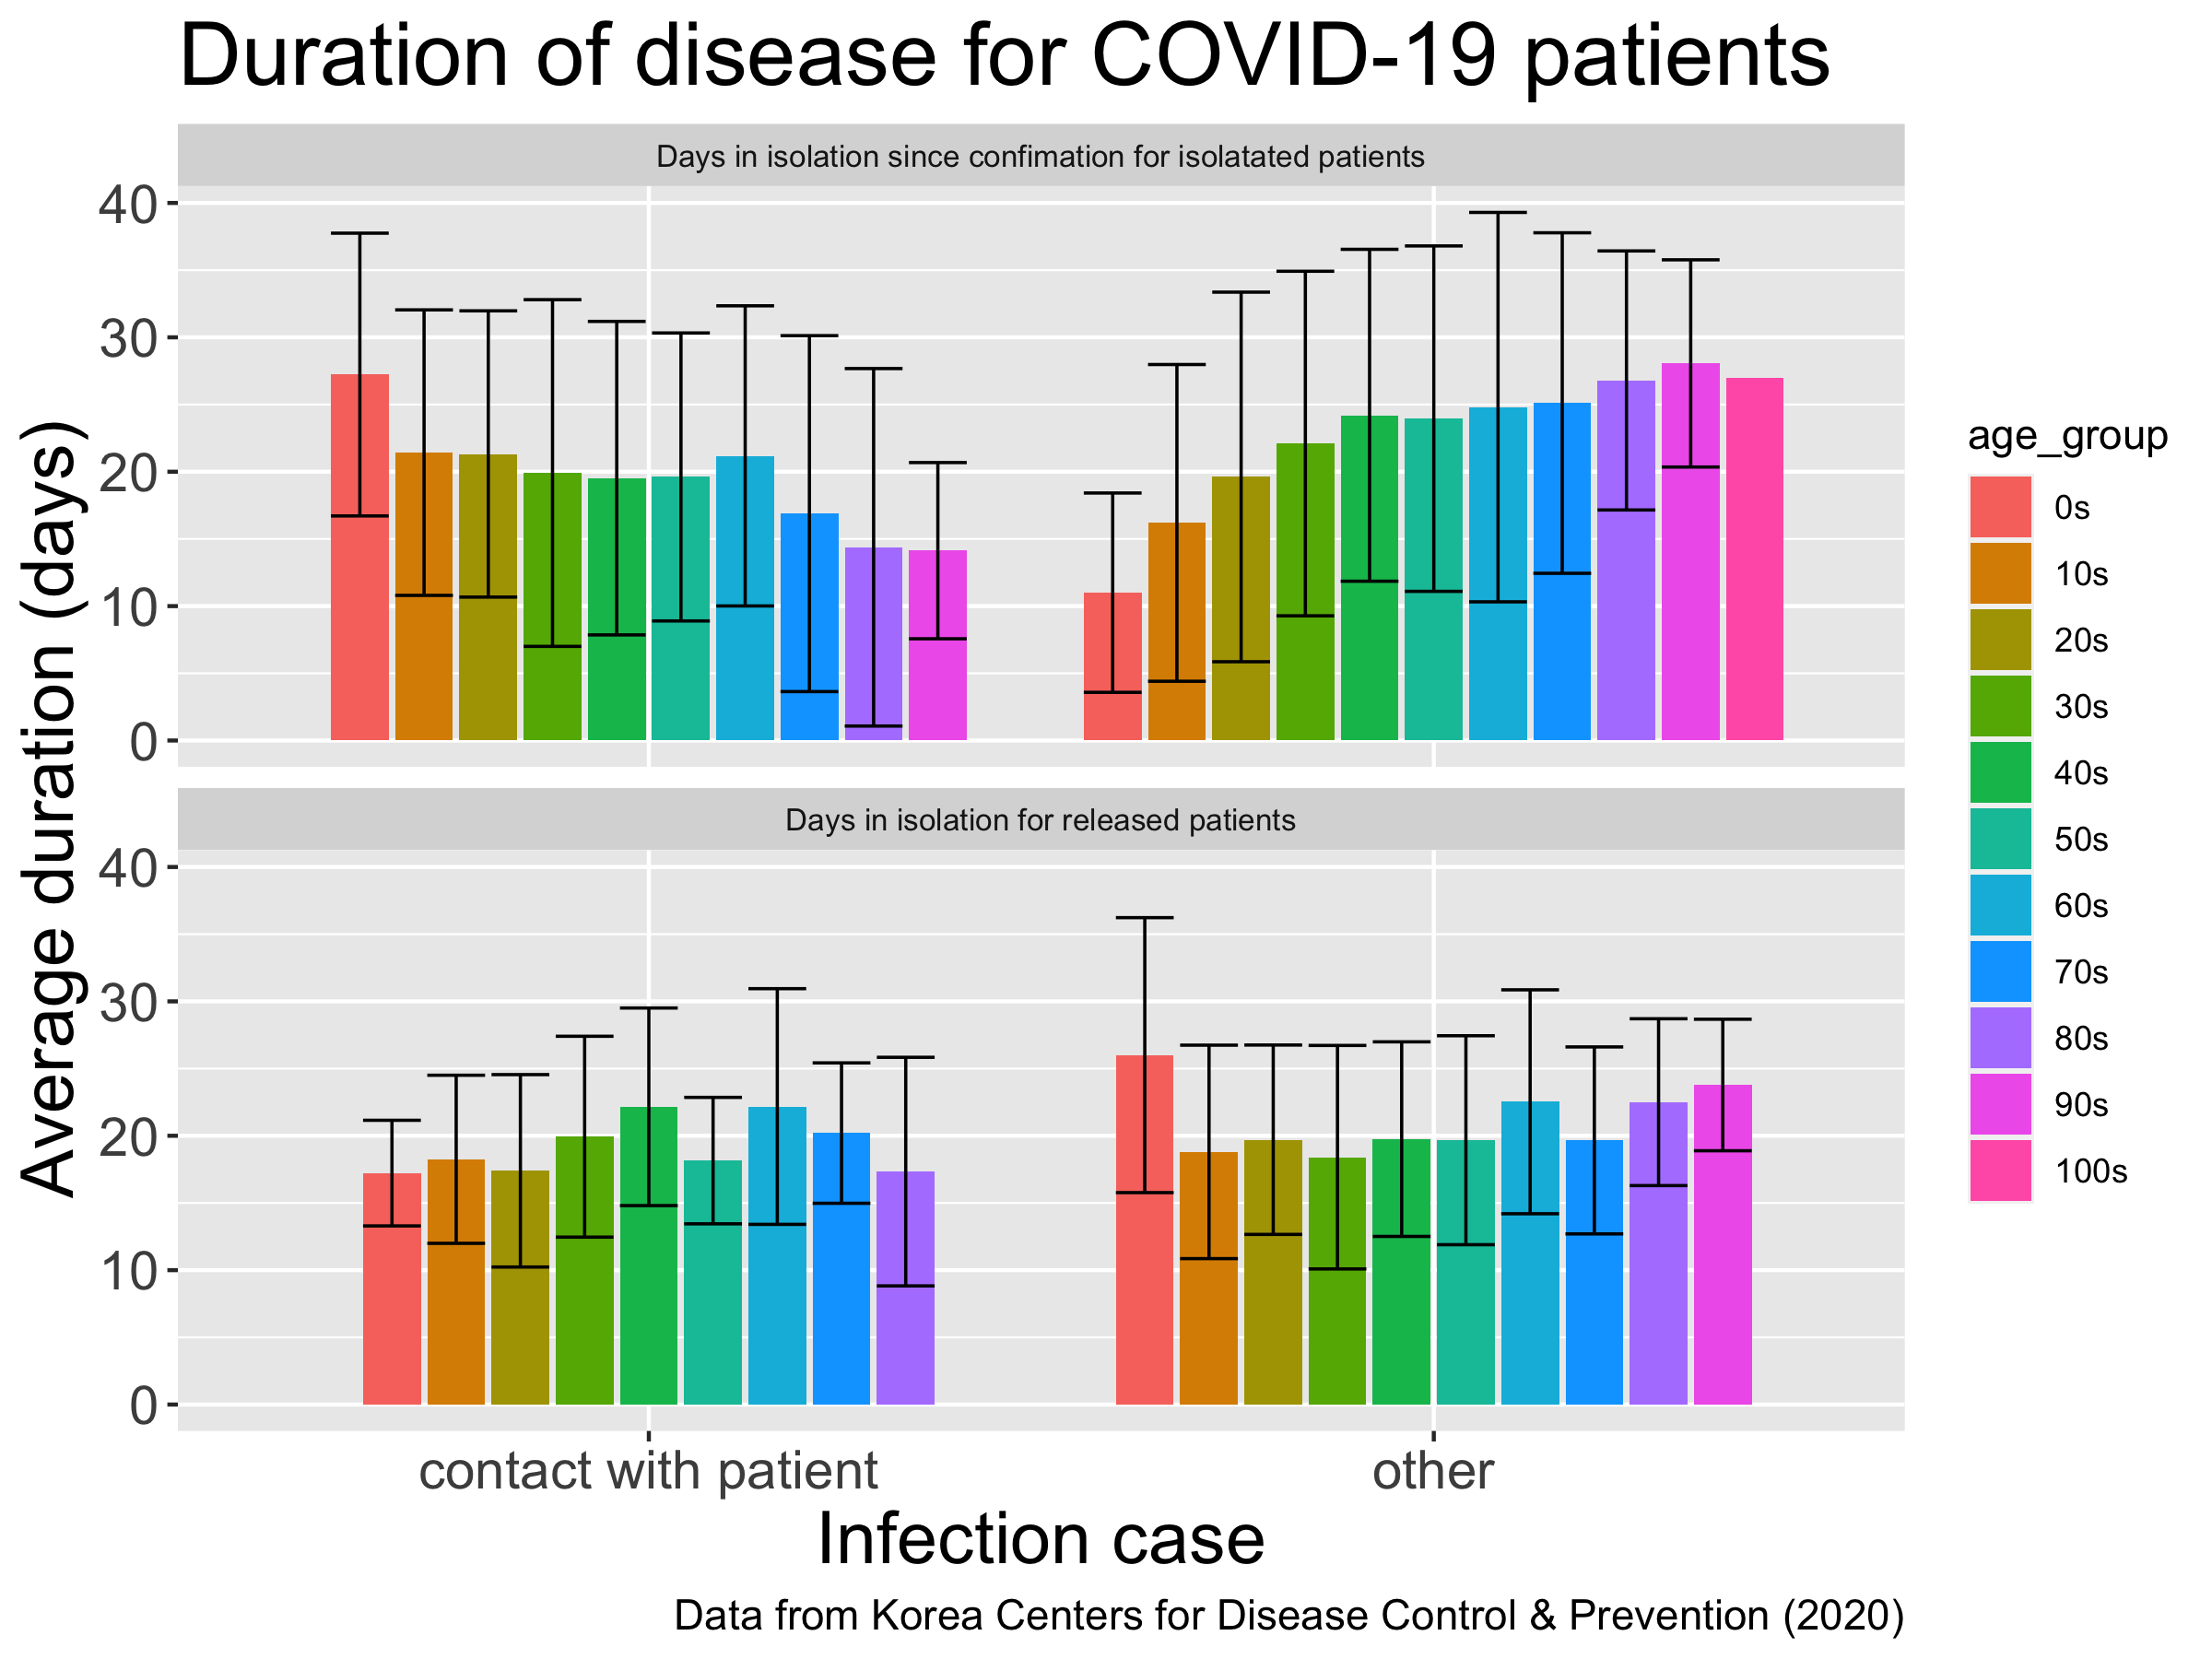 Duration of disease for COVID-19 patients
Days in isolation since confimation for isolatated patients
40
30
20
10
0
Days in isolation for released patients
40
30
20
10
0
Average duration (days)
contact with patient
other
Infection case
Data from Korea Centers for Disease Control & Prevention (2020)
age_group
0s
10s
20s
30s
40s
50s
60s
70s
80s
90s
100s